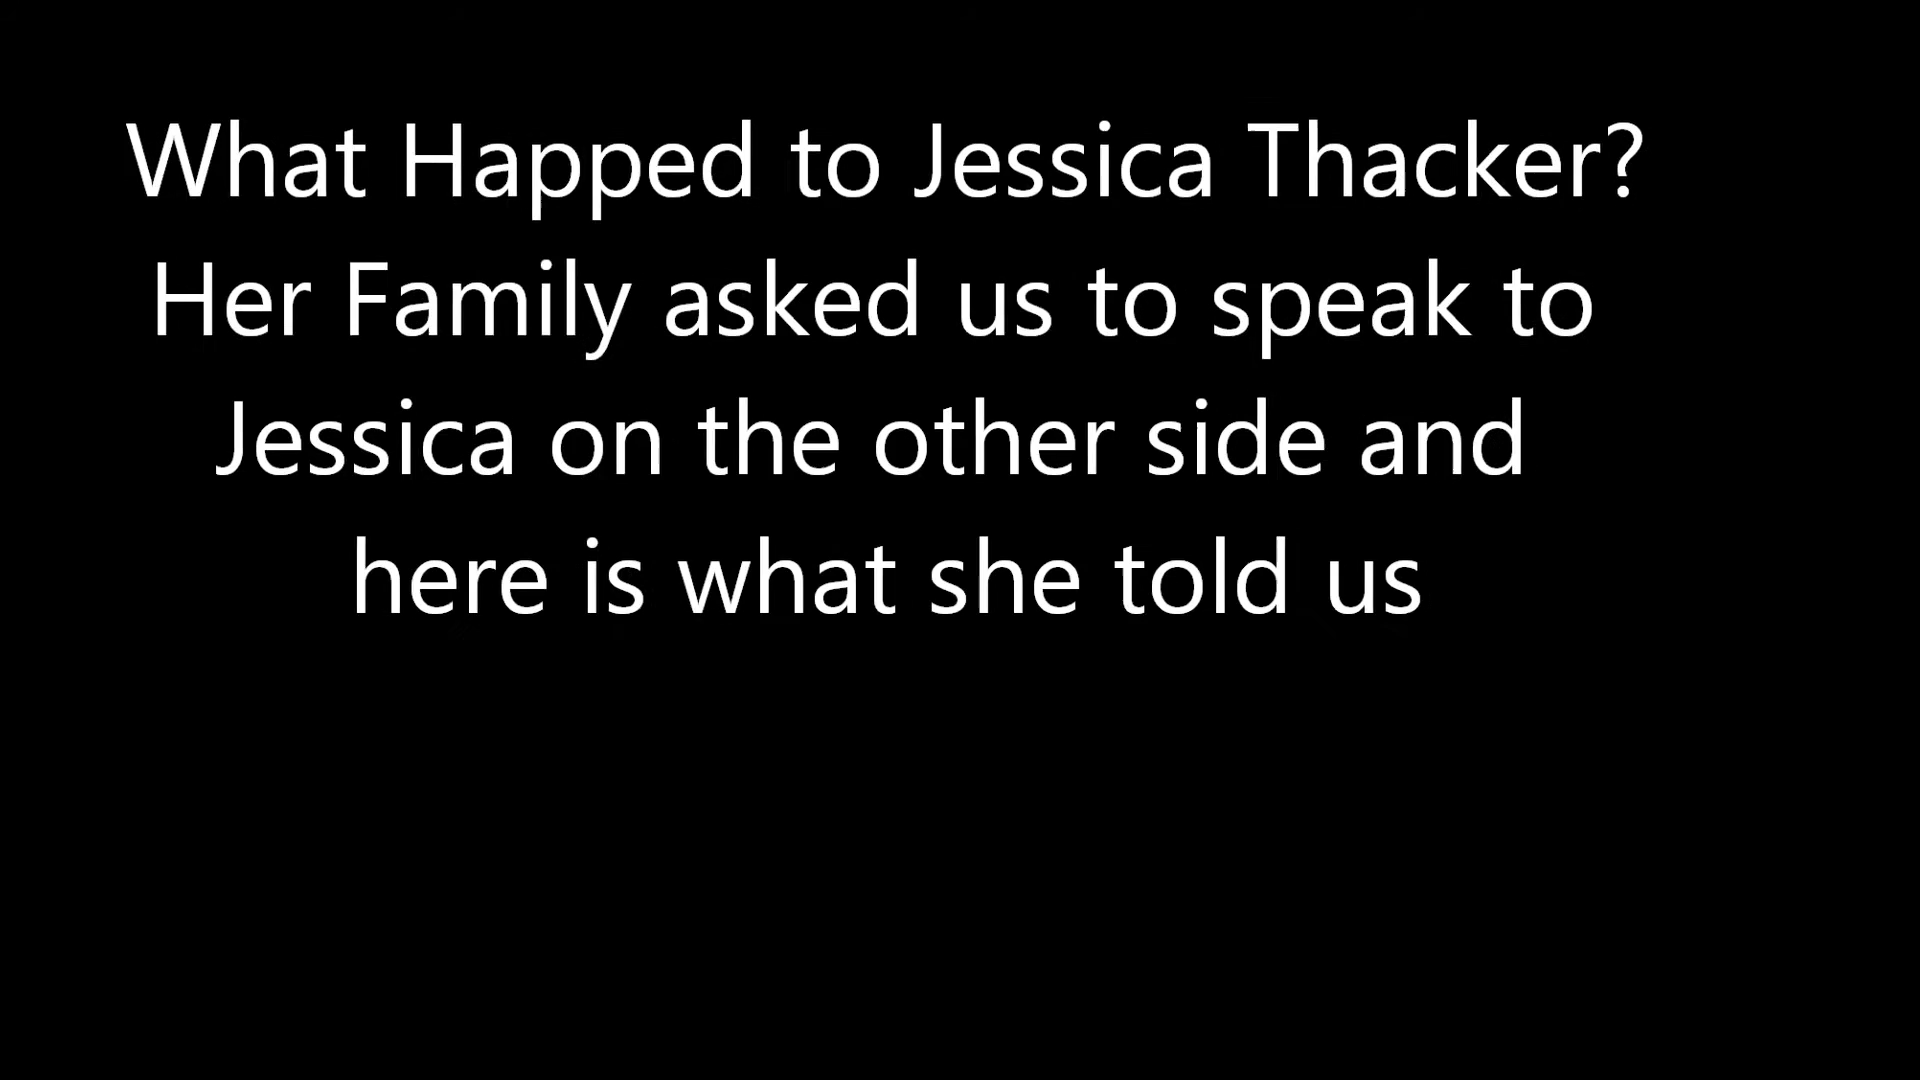 What Happed to Jessica Thacker?
Her Family asked us to speak to
Jessica on the other side and
here is what she told us